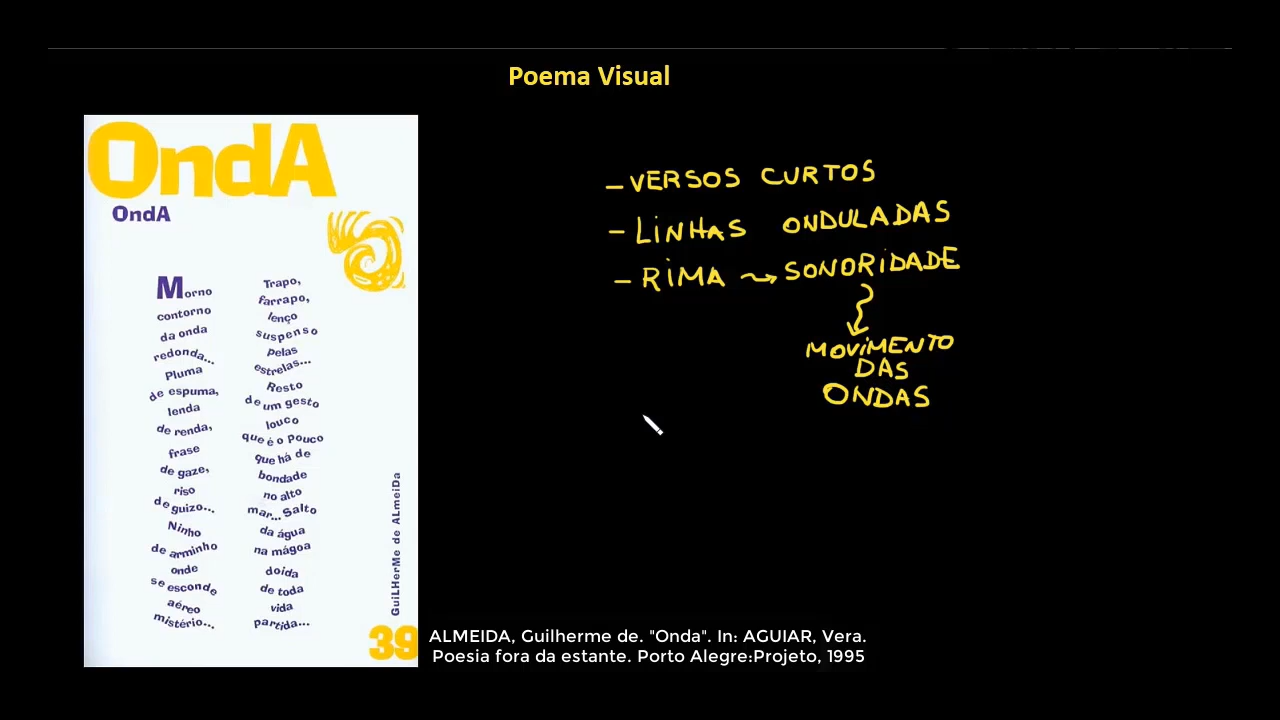 Poema Visual
OndA
OndA
Morno
contorno
da onda
redonda...
Pluma
de espuma,
lenda
de renda,
frase
de gaze,
riso
de guizo...
Ninho
de arminho
onde
se esconde
aéreo
mistério...
Trapo,
farrapo,
lenço
suspenso
pelas
estrelas...
Resto
de um gesto
louco
que é o Pouco
que há de
bondade
no alto
mar... Salto
da água
na mágoa
doida
de toda
vida
partida...
GuiLHerMe de ALmeiDa
39
- VERSOS CURTOS
- LINHAS ONDULADAS
- RIMA → SONORIDADE
MOVIMENTO
DAS
ONDAS
ALMEIDA, Guilherme de. "Onda". In: AGUIAR, Vera.
Poesia fora da estante. Porto Alegre:Projeto, 1995